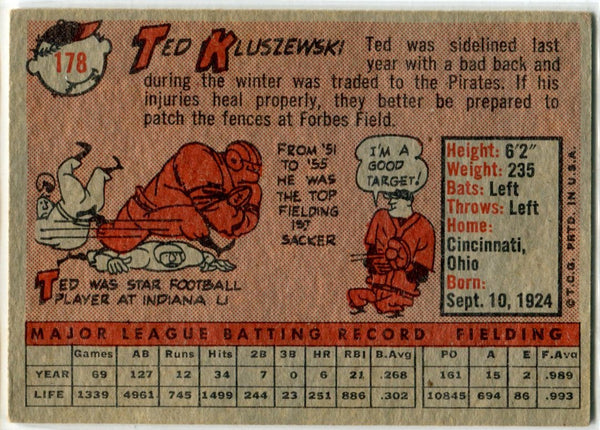 178
TED KLUSZEWSKI
Ted was sidelined last
year with a bad back and
during the winter was traded to the Pirates. If his
injuries heal properly, they better be prepared to
patch the fences at Forbes Field.
TED WAS STAR FOOTBALL
PLAYER AT INDIANA U
FROM '51
TO '55
HE WAS
THE TOP
FIELDING
1ST
SACKER
I'M A
GOOD
TARGET!
Height: 6'2"
Weight: 235
Bats: Left
Throws: Left
Home:
Cincinnati,
Ohio
Born:
Sept. 10, 1924
© T.C.G. PRTD. IN U.S.A.
MAJOR LEAGUE BATTING RECORD FIELDING
Games AB Runs Hits 2B 3B HR RBI B.Avg PO A E F.Avg
YEAR 69 127 12 34 7 0 6 21 .268 161 15 2 .989
LIFE 1339 4961 745 1499 244 23 251 886 .302 10845 694 86 .993